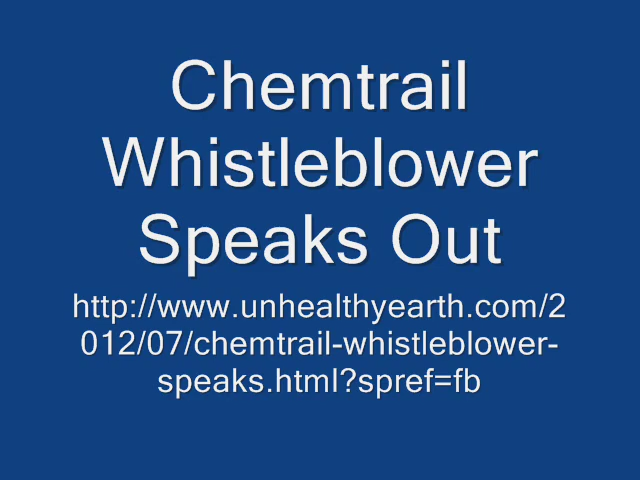 Chemtrail
Whistleblower
Speaks Out
http://www.unhealthyearth.com/2
012/07/chemtrail-whistleblower-
speaks.html?spref=fb